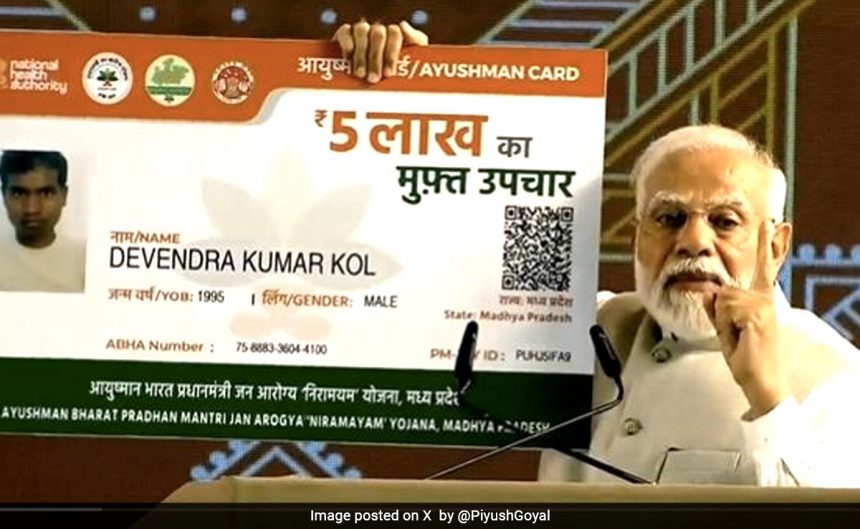 national
health
authority
आयुष्मान कार्ड/AYUSHMAN CARD
₹5 लाख का
मुफ़्त उपचार
नाम/NAME
DEVENDRA KUMAR KOL
जन्म वर्ष/YOB: 1995 | लिंग/GENDER: MALE
राज्य: मध्य प्रदेश
State: Madhya Pradesh
ABHA Number : 75-8883-3604-4100
ID: PUHJSIFA9
आयुष्मान भारत प्रधानमंत्री जन आरोग्य 'निरामयम' योजना, मध्य प्रदेश
AYUSHMAN BHARAT PRADHAN MANTRI JAN AROGYA "NIRAMAYAM' YOJANA, MADHYA PRADESH
Image posted on X by @PiyushGoyal